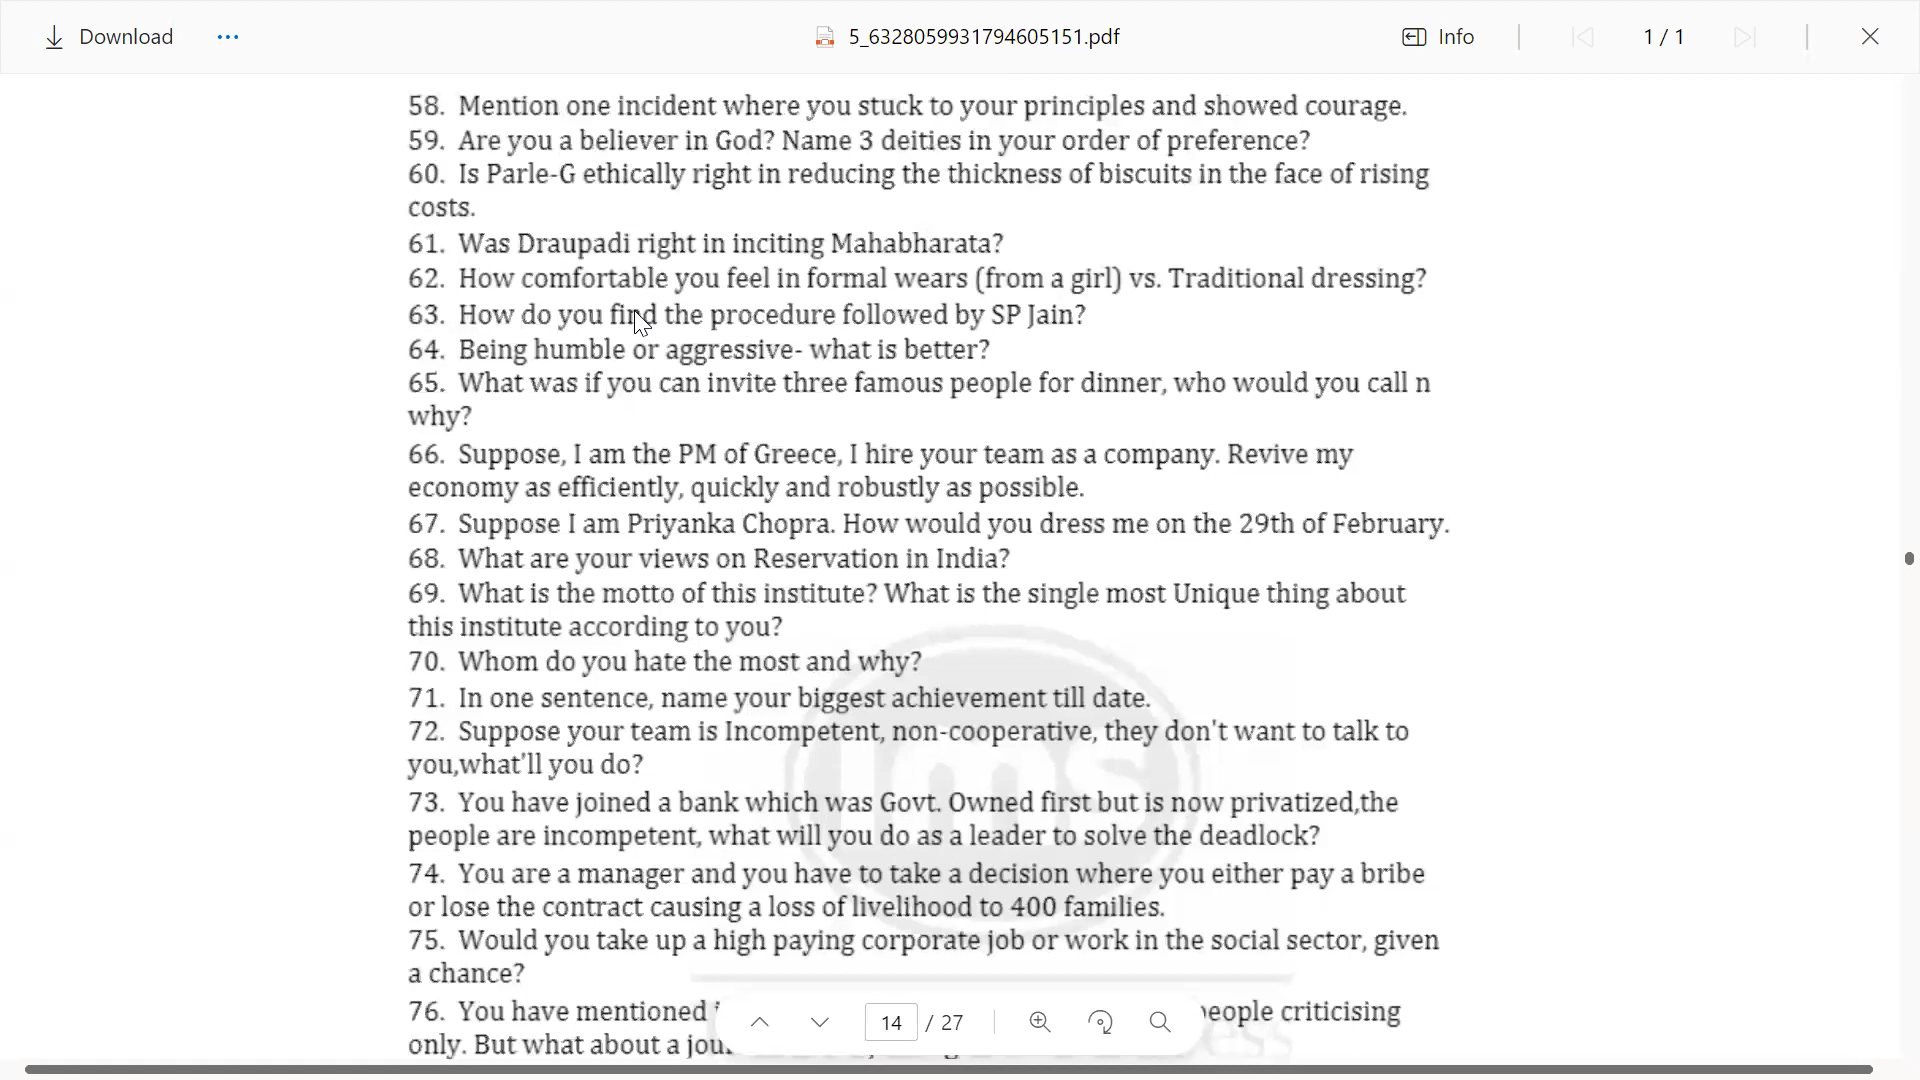 Download
5_6328059931794605151.pdf
Info
1 / 1
58. Mention one incident where you stuck to your principles and showed courage.
59. Are you a believer in God? Name 3 deities in your order of preference?
60. Is Parle-G ethically right in reducing the thickness of biscuits in the face of rising
costs.
61. Was Draupadi right in inciting Mahabharata?
62. How comfortable you feel in formal wears (from a girl) vs. Traditional dressing?
63. How do you find the procedure followed by SP Jain?
64. Being humble or aggressive- what is better?
65. What was if you can invite three famous people for dinner, who would you call n
why?
66. Suppose, I am the PM of Greece, I hire your team as a company. Revive my
economy as efficiently, quickly and robustly as possible.
67. Suppose I am Priyanka Chopra. How would you dress me on the 29th of February.
68. What are your views on Reservation in India?
69. What is the motto of this institute? What is the single most Unique thing about
this institute according to you?
70. Whom do you hate the most and why?
71. In one sentence, name your biggest achievement till date.
72. Suppose your team is Incompetent, non-cooperative, they don't want to talk to
you,what'll you do?
73. You have joined a bank which was Govt. Owned first but is now privatized,the
people are incompetent, what will you do as a leader to solve the deadlock?
74. You are a manager and you have to take a decision where you either pay a bribe
or lose the contract causing a loss of livelihood to 400 families.
75. Would you take up a high paying corporate job or work in the social sector, given
a chance?
76. You have mentioned people criticising
only. But what about a
ims
14 / 27